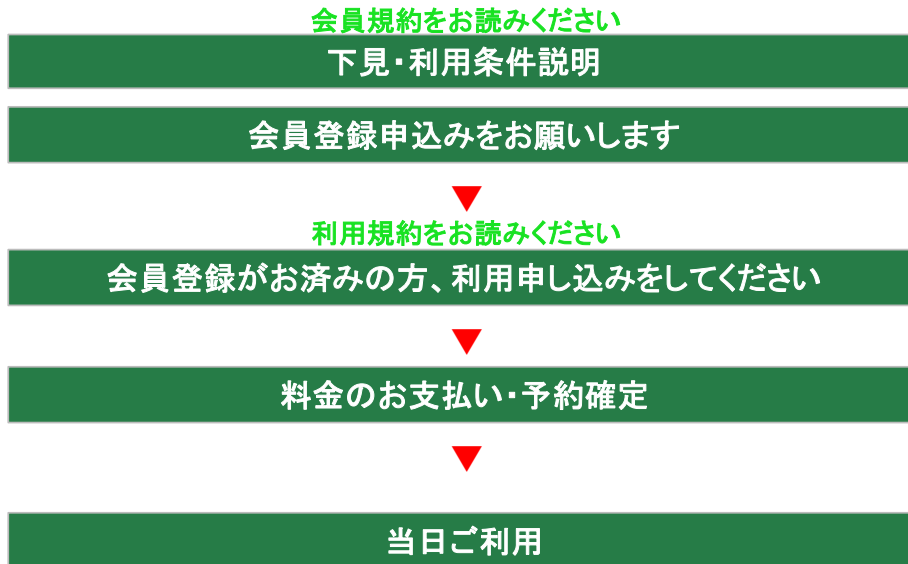 会員規約をお読みください
下見・利用条件説明
会員登録申込みをお願いします
利用規約をお読みください
会員登録がお済みの方、利用申し込みをしてください
料金のお支払い・予約確定
当日ご利用